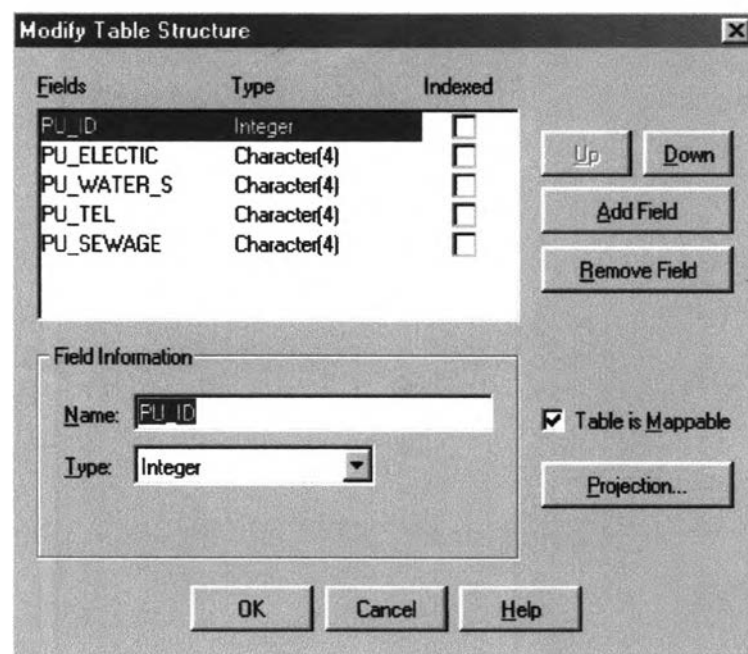 Modify Table Structure
Fields Type Indexed
PU_ID Integer
PU_ELECTIC Character(4)
PU_WATER_S Character(4)
PU_TEL Character(4)
PU_SEWAGE Character(4)
Up Down
Add Field
Remove Field
Field Information
Name: PU_ID
Type: Integer
Table is Mappable
Projection...
OK Cancel Help